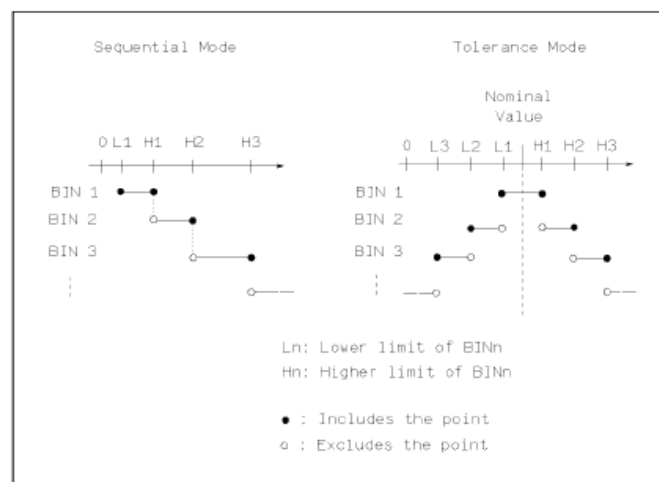 Sequential Mode
Tolerance Mode
Nominal
Value
0 L1 H1 H2 H3
0 L3 L2 L1 H1 H2 H3
BIN 1
BIN 1
BIN 2
BIN 2
BIN 3
BIN 3
Ln: Lower limit of BINn
Hn: Higher limit of BINn
● : Includes the point
○ : Excludes the point